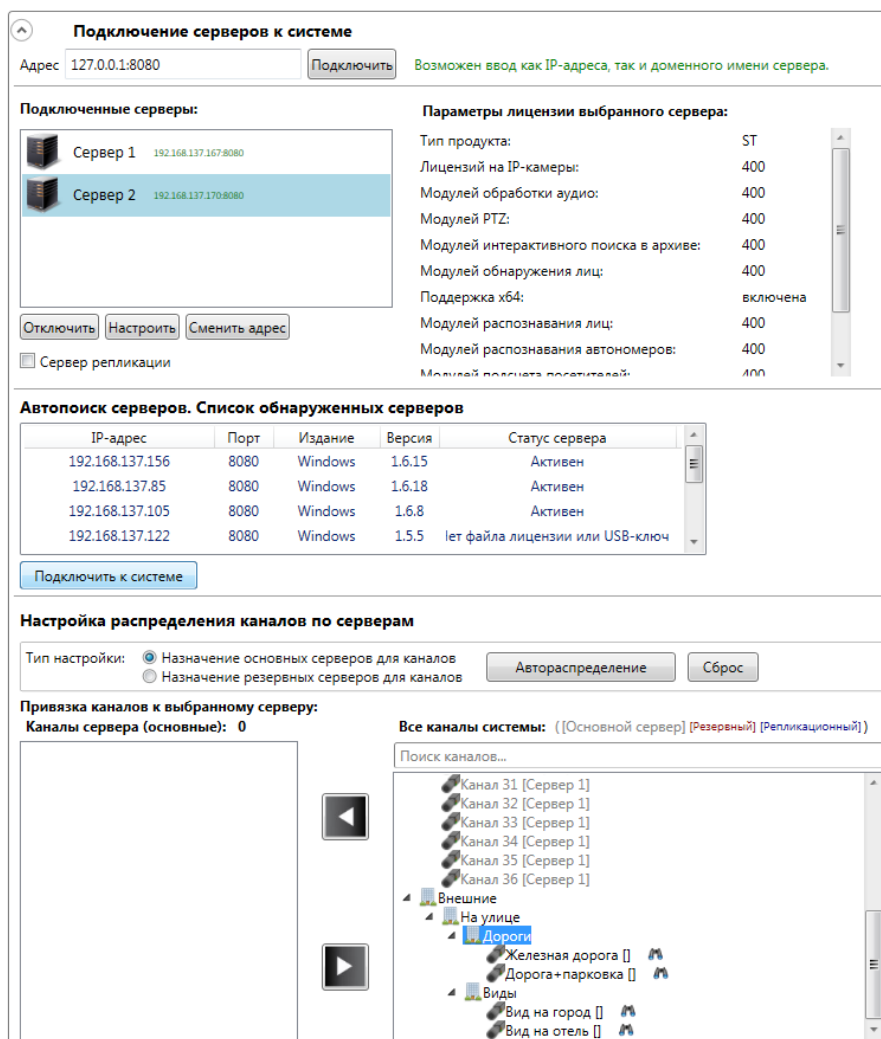 Подключение серверов к системе
Адрес 127.0.0.1:8080 Подключить Возможен ввод как IP-адреса, так и доменного имени сервера.
Подключенные серверы:
Сервер 1 192.168.137.167:8080
Сервер 2 192.168.137.170:8080
Отключить Настроить Сменить адрес
Сервер репликации
Параметры лицензии выбранного сервера:
Тип продукта: ST
Лицензий на IP-камеры: 400
Модулей обработки аудио: 400
Модулей PTZ: 400
Модулей интерактивного поиска в архиве: 400
Модулей обнаружения лиц: 400
Поддержка x64: включена
Модулей распознавания лиц: 400
Модулей распознавания автономеров: 400
Модулей подсчета посетителей: 400
Автопоиск серверов. Список обнаруженных серверов
IP-адрес Порт Издание Версия Статус сервера
192.168.137.156 8080 Windows 1.6.15 Активен
192.168.137.85 8080 Windows 1.6.18 Активен
192.168.137.105 8080 Windows 1.6.8 Активен
192.168.137.122 8080 Windows 1.5.5 файла лицензии или USB-ключ
Подключить к системе
Настройка распределения каналов по серверам
Тип настройки: Назначение основных серверов для каналов
Назначение резервных серверов для каналов
Автораспределение Сброс
Привязка каналов к выбранному серверу:
Каналы сервера (основные): 0
Все каналы системы: ([Основной сервер] [Резервный] [Репликационный])
Поиск каналов...
Канал 31 [Сервер 1]
Канал 32 [Сервер 1]
Канал 33 [Сервер 1]
Канал 34 [Сервер 1]
Канал 35 [Сервер 1]
Канал 36 [Сервер 1]
Внешние
На улице
Дороги
Железная дорога []
Дорога+парковка []
Виды
Вид на город []
Вид на отель []